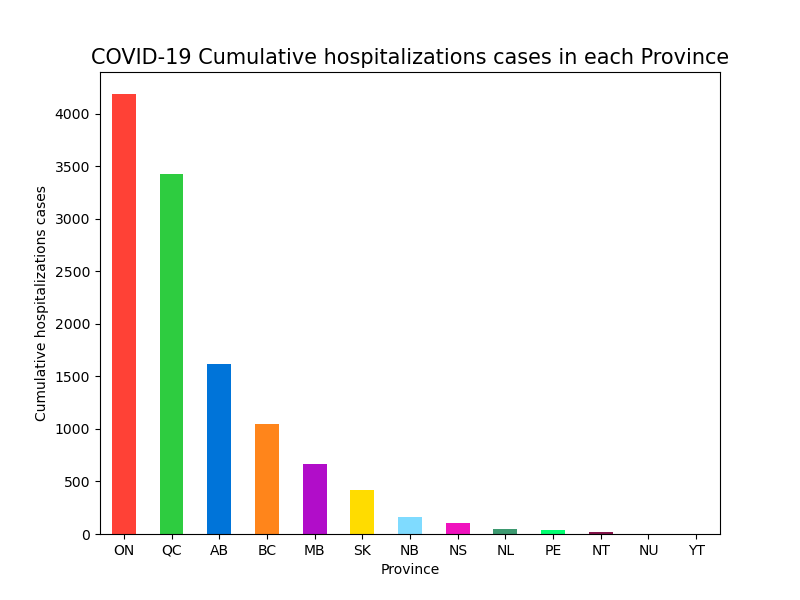 COVID-19 Cumulative hospitalizations cases in each Province
Cumulative hospitalizations cases
4000
3500
3000
2500
2000
1500
1000
500
0
ON QC AB BC MB SK NB NS NL PE NT NU YT
Province